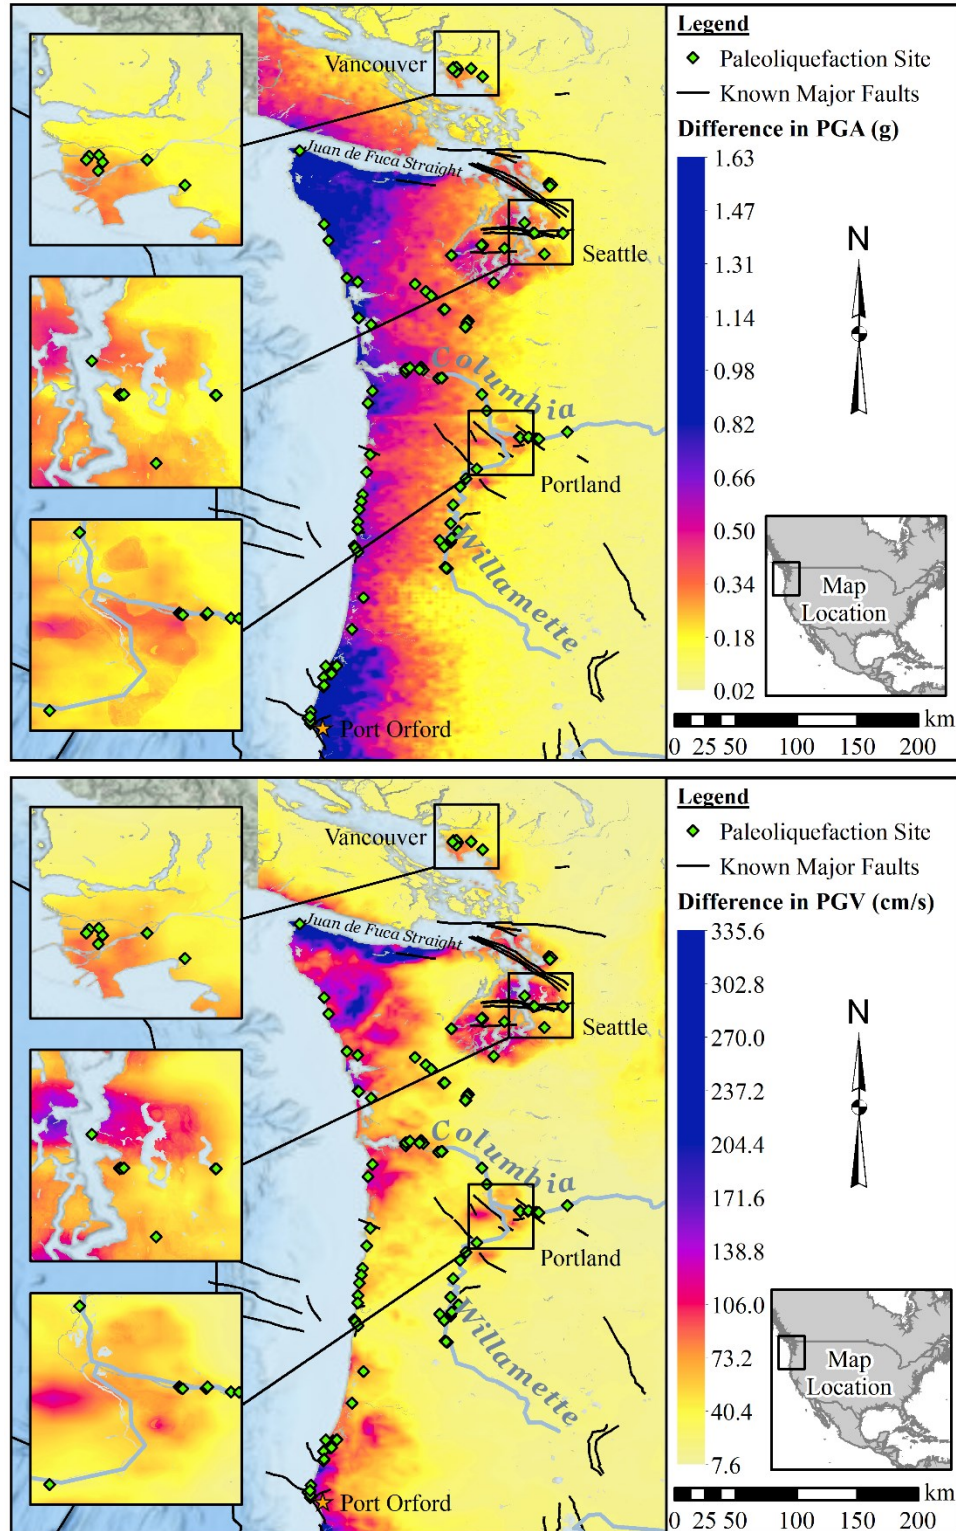 Vancouver
Juan de Fuca Straight
Seattle
Columbia
Portland
Willamette
Port Orford
Legend
Paleoliquefaction Site
Known Major Faults
Difference in PGA (g)
1.63
1.47
1.31
1.14
0.98
0.82
0.66
0.50
0.34
0.18
0.02
N
Map
Location
km
0 25 50 100 150 200
Vancouver
Juan de Fuca Straight
Seattle
Columbia
Portland
Willamette
Port Orford
Legend
Paleoliquefaction Site
Known Major Faults
Difference in PGV (cm/s)
335.6
302.8
270.0
237.2
204.4
171.6
138.8
106.0
73.2
40.4
7.6
N
Map
Location
km
0 25 50 100 150 200